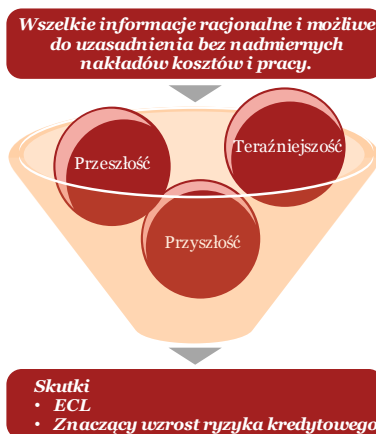 Wszelkie informacje racjonalne i możliwe
do uzasadnienia bez nadmiernych
nakładów kosztów i pracy.
Przeszłość
Teraźniejszość
Przyszłość
Skutki
• ECL
• Znaczący wzrost ryzyka kredytowego